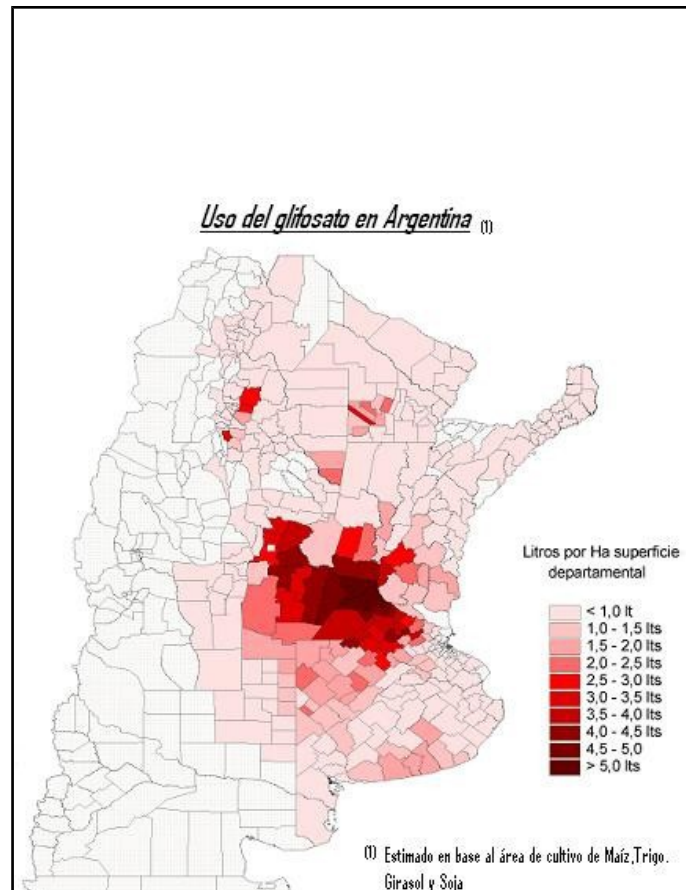 Uso del glifosato en Argentina (1)
Litros por Ha superficie
departamental
< 1,0 lt
1,0 - 1,5 lts
1.5 - 2,0 lts
2.0 - 2,5 lts
2,5 - 3,0 lts
3,0 - 3,5 lts
3,5 - 4,0 lts
4,0 - 4,5 lts
4,5 - 5,0
> 5,0 lts
(1) Estimado en base al área de cultivo de Maíz,Trigo.
Girasol y Soja